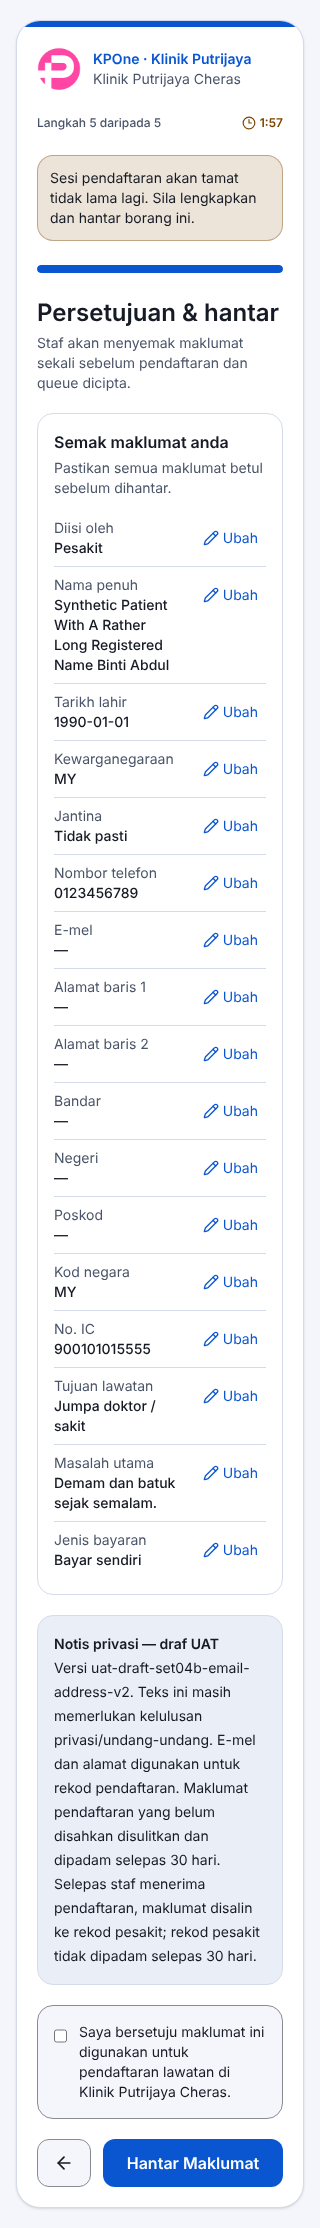 KPOne · Klinik Putrijaya
Klinik Putrijaya Cheras
Langkah 5 daripada 5
1:57
Sesi pendaftaran akan tamat
tidak lama lagi. Sila lengkapkan
dan hantar borang ini.
Persetujuan & hantar
Staf akan menyemak maklumat
sekali sebelum pendaftaran dan
queue dicipta.
Semak maklumat anda
Pastikan semua maklumat betul
sebelum dihantar.
Diisi oleh
Pesakit
Ubah
Nama penuh
Synthetic Patient
With A Rather
Long Registered
Name Binti Abdul
Ubah
Tarikh lahir
1990-01-01
Ubah
Kewarganegaraan
MY
Ubah
Jantina
Tidak pasti
Ubah
Nombor telefon
0123456789
Ubah
E-mel
—
Ubah
Alamat baris 1
—
Ubah
Alamat baris 2
—
Ubah
Bandar
—
Ubah
Negeri
—
Ubah
Poskod
—
Ubah
Kod negara
MY
Ubah
No. IC
900101015555
Ubah
Tujuan lawatan
Jumpa doktor /
sakit
Ubah
Masalah utama
Demam dan batuk
sejak semalam.
Ubah
Jenis bayaran
Bayar sendiri
Ubah
Notis privasi — draf UAT
Versi uat-draft-set04b-email-
address-v2. Teks ini masih
memerlukan kelulusan
privasi/undang-undang. E-mel
dan alamat digunakan untuk
rekod pendaftaran. Maklumat
pendaftaran yang belum
disahkan disulitkan dan
dipadam selepas 30 hari.
Selepas staf menerima
pendaftaran, maklumat disalin
ke rekod pesakit; rekod pesakit
tidak dipadam selepas 30 hari.
Saya bersetuju maklumat ini
digunakan untuk
pendaftaran lawatan di
Klinik Putrijaya Cheras.
Hantar Maklumat